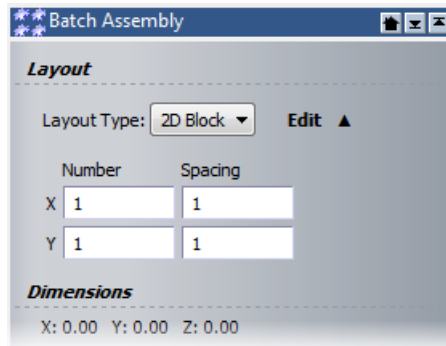 Batch Assembly
Layout
Layout Type: 2D Block Edit
Number Spacing
X 1 1
Y 1 1
Dimensions
X: 0.00 Y: 0.00 Z: 0.00